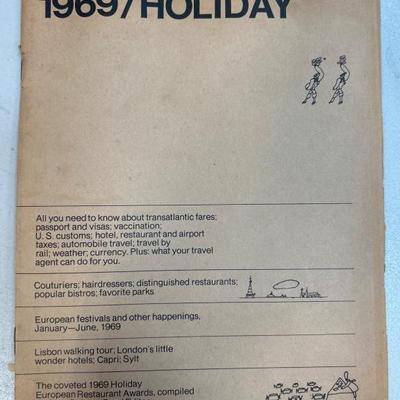 1969/HOLIDAY
All you need to know about transatlantic fares;
passport and visas; vaccination;
U.S. customs; hotel, restaurant and airport
taxes; automobile travel; travel by
rail; weather; currency. Plus: what your travel
agent can do for you.
Couturiers; hairdressers; distinguished restaurants;
popular bistros; favorite parks
European festivals and other happenings,
January—June, 1969
Lisbon walking tour; London's little
wonder hotels; Capri; Sylt
The coveted 1969 Holiday
European Restaurant Awards, compiled